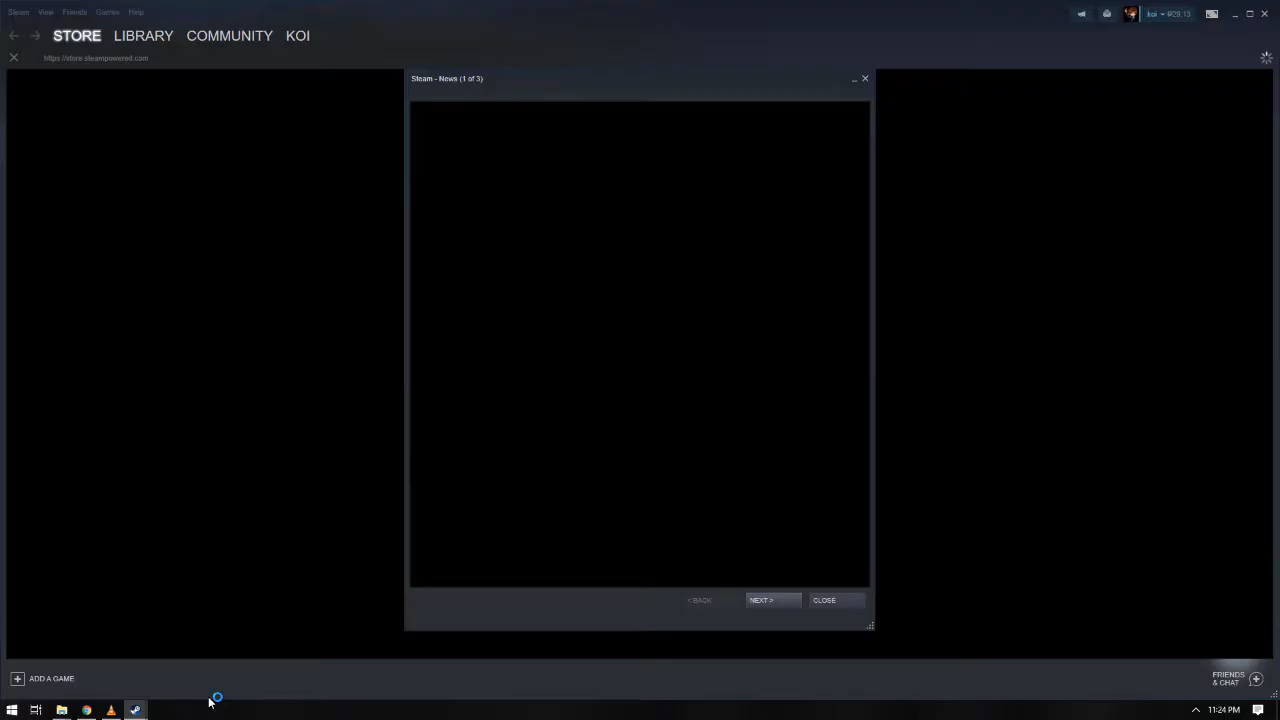 Steam View Friends Games Help
koi
STORE LIBRARY COMMUNITY KOI
https://store.steampowered.com
Steam - News (1 of 3)
< BACK NEXT > CLOSE
ADD A GAME
FRIENDS
& CHAT
11:24 PM